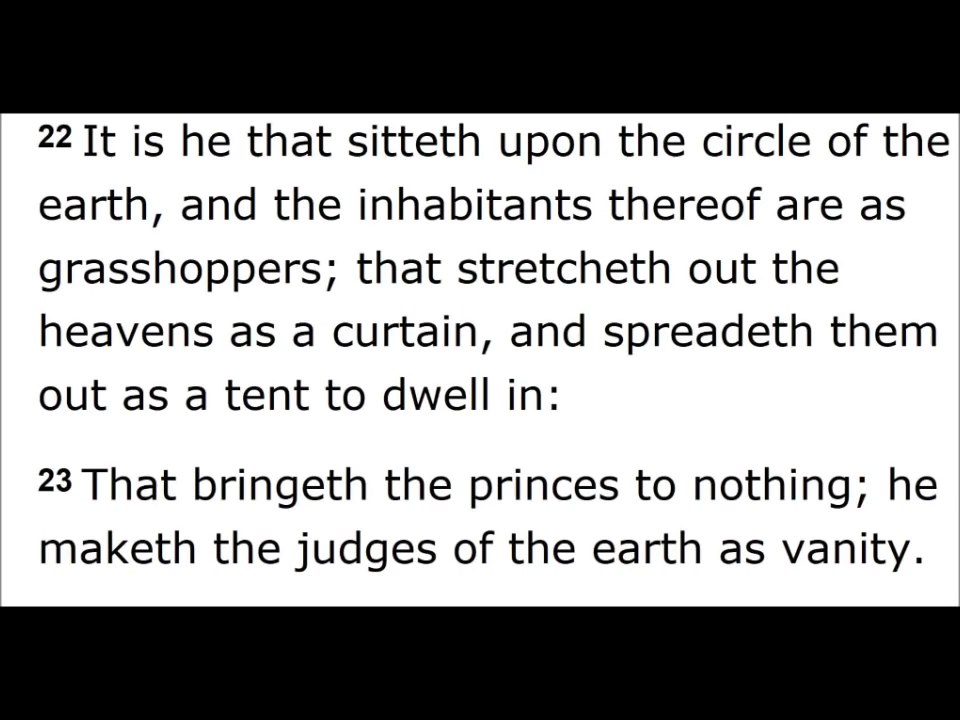 22 It is he that sitteth upon the circle of the
earth, and the inhabitants thereof are as
grasshoppers; that stretcheth out the
heavens as a curtain, and spreadeth them
out as a tent to dwell in:
23 That bringeth the princes to nothing; he
maketh the judges of the earth as vanity.